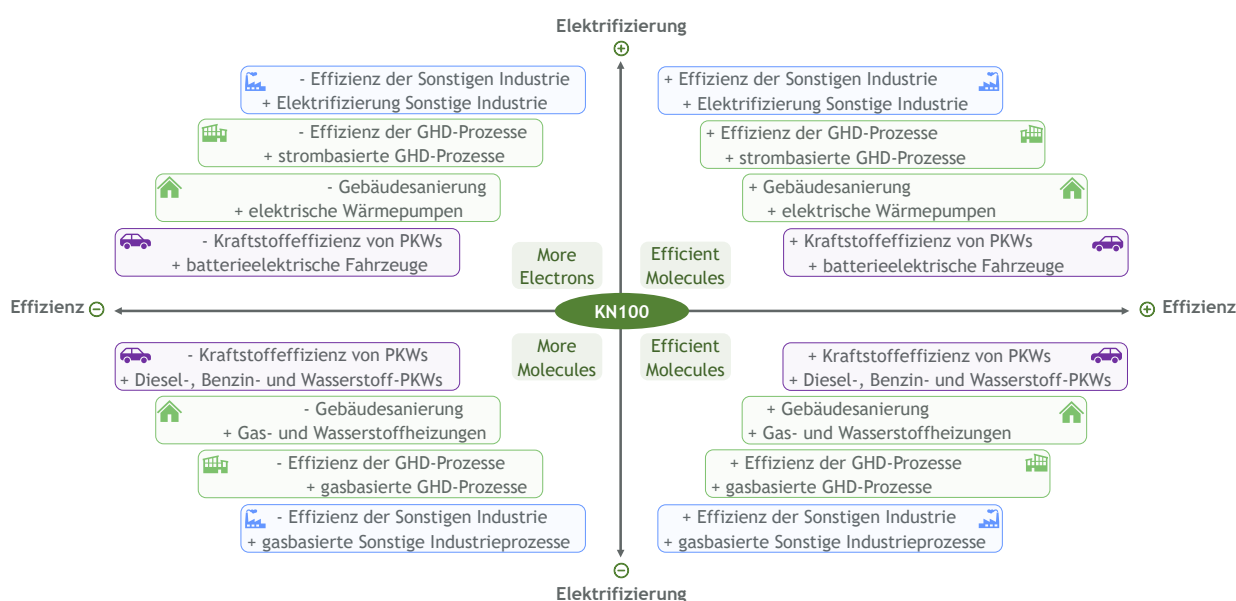 Elektrifizierung
+
- Effizienz der Sonstigen Industrie
+ Elektrifizierung Sonstige Industrie
- Effizienz der GHD-Prozesse
+ strombasierte GHD-Prozesse
- Gebäudesanierung
+ elektrische Wärmepumpen
- Kraftstoffeffizienz von PKWs
+ batterieelektrische Fahrzeuge
More
Electrons
+ Effizienz der Sonstigen Industrie
+ Elektrifizierung Sonstige Industrie
+ Effizienz der GHD-Prozesse
+ strombasierte GHD-Prozesse
+ Gebäudesanierung
+ elektrische Wärmepumpen
+ Kraftstoffeffizienz von PKWs
+ batterieelektrische Fahrzeuge
Efficient
Molecules
Effizienz -
KN100
+ Effizienz
More
Molecules
- Kraftstoffeffizienz von PKWs
+ Diesel-, Benzin- und Wasserstoff-PKWs
- Gebäudesanierung
+ Gas- und Wasserstoffheizungen
- Effizienz der GHD-Prozesse
+ gasbasierte GHD-Prozesse
- Effizienz der Sonstigen Industrie
+ gasbasierte Sonstige Industrieprozesse
Efficient
Molecules
+ Kraftstoffeffizienz von PKWs
+ Diesel-, Benzin- und Wasserstoff-PKWs
+ Gebäudesanierung
+ Gas- und Wasserstoffheizungen
+ Effizienz der GHD-Prozesse
+ gasbasierte GHD-Prozesse
+ Effizienz der Sonstigen Industrie
+ gasbasierte Sonstige Industrieprozesse
-
Elektrifizierung